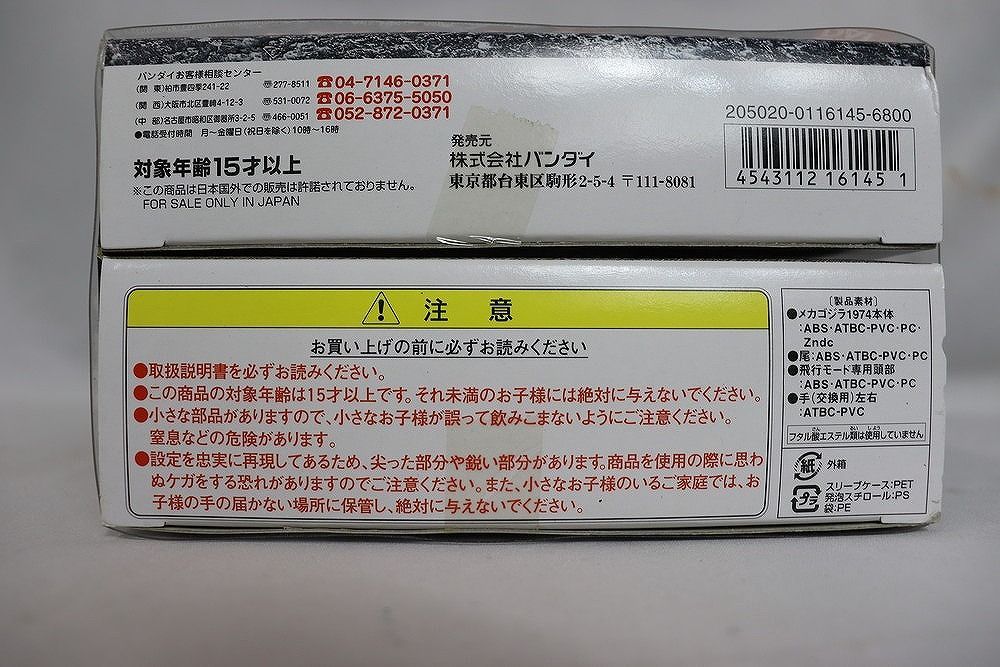 バンダイお客様相談センター
(関 東)柏市豊四季241-22 〠277-8511 ☎04-7146-0371
(関 西)大阪市北区豊崎4-12-3 〠531-0072 ☎06-6375-5050
(中 部)名古屋市昭和区御器所3-2-5 〠466-0051 ☎052-872-0371
●電話受付時間 月～金曜日(祝日を除く)10時～16時
対象年齢15才以上
※この商品は日本国外での販売は許諾されておりません。
FOR SALE ONLY IN JAPAN
発売元
株式会社バンダイ
東京都台東区駒形2-5-4 〒111-8081
205020-0116145-6800
4543112 16145 1
⚠ 注 意
お買い上げの前に必ずお読みください
●取扱説明書を必ずお読みください。
●この商品の対象年齢は15才以上です。それ未満のお子様には絶対に与えないでください。
●小さな部品がありますので、小さなお子様が誤って飲みこまないようにご注意ください。
窒息などの危険があります。
●設定を忠実に再現してあるため、尖った部分や鋭い部分があります。商品を使用の際に思わ
ぬケガをする恐れがありますのでご注意ください。また、小さなお子様のいるご家庭では、お
子様の手の届かない場所に保管し、絶対に与えないでください。
〔製品素材〕
●メカゴジラ1974本体
:ABS・ATBC-PVC・PC・
Zndc
●尾:ABS・ATBC-PVC・PC
●飛行モード専用頭部
:ABS・ATBC-PVC・PC
●手(交換用)左右
:ATBC-PVC
フタル酸エステル類は使用していません
紙 外箱
プラ スリーブケース:PET
発泡スチロール:PS
袋:PE